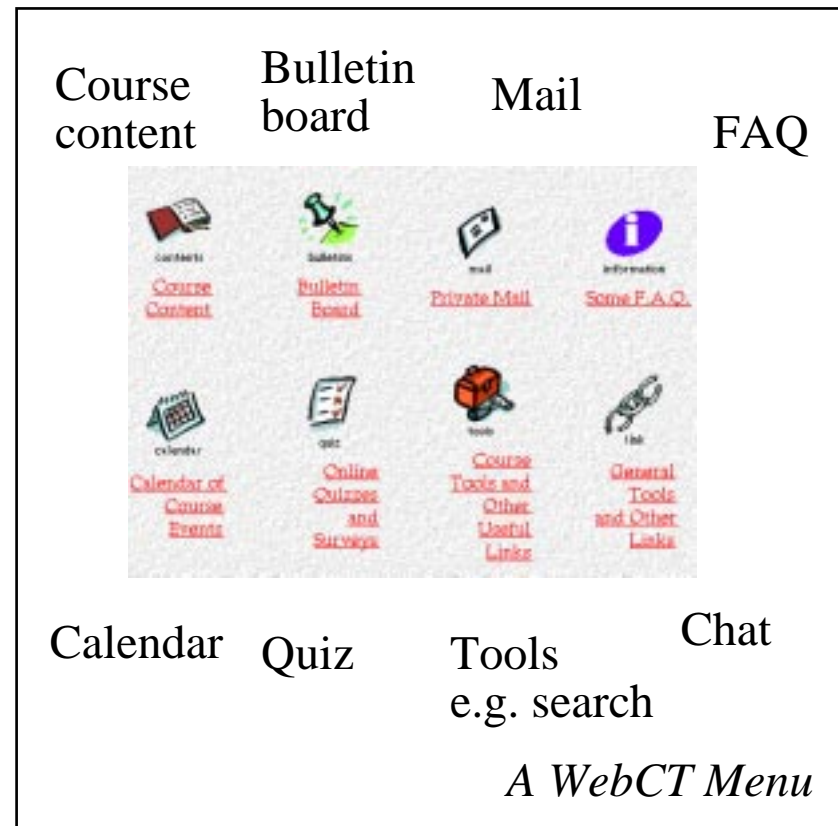 Course
content
Bulletin
board
Mail
FAQ
contents
bulletins
mail
information
Course
Content
Bulletin
Board
Private Mail
Some F.A.Q.
calendar
quiz
tools
link
Calendar of
Course
Events
Online
Quizzes
and
Surveys
Course
Tools and
Other
Useful
Links
General
Tools
and Other
Links
Calendar
Quiz
Tools
e.g. search
Chat
A WebCT Menu